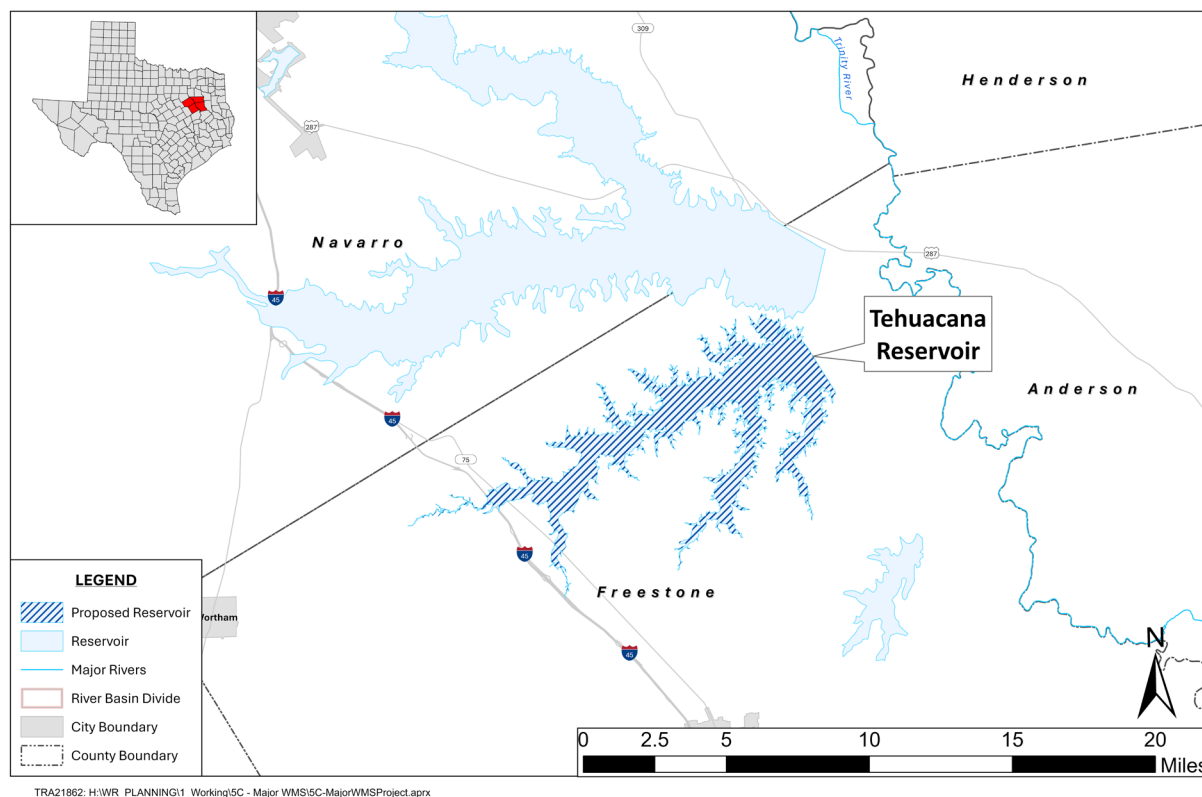 309
Trinity River
Henderson
287
Navarro
287
45
Tehuacana
Reservoir
Anderson
45
75
45
Freestone
45
LEGEND
Proposed Reservoir
Reservoir
Major Rivers
River Basin Divide
City Boundary
County Boundary
ortham
N
0 2.5 5 10 15 20
Miles
TRA21862: H:\WR_PLANNING\1_Working\5C - Major WMS\5C-MajorWMSProject.aprx